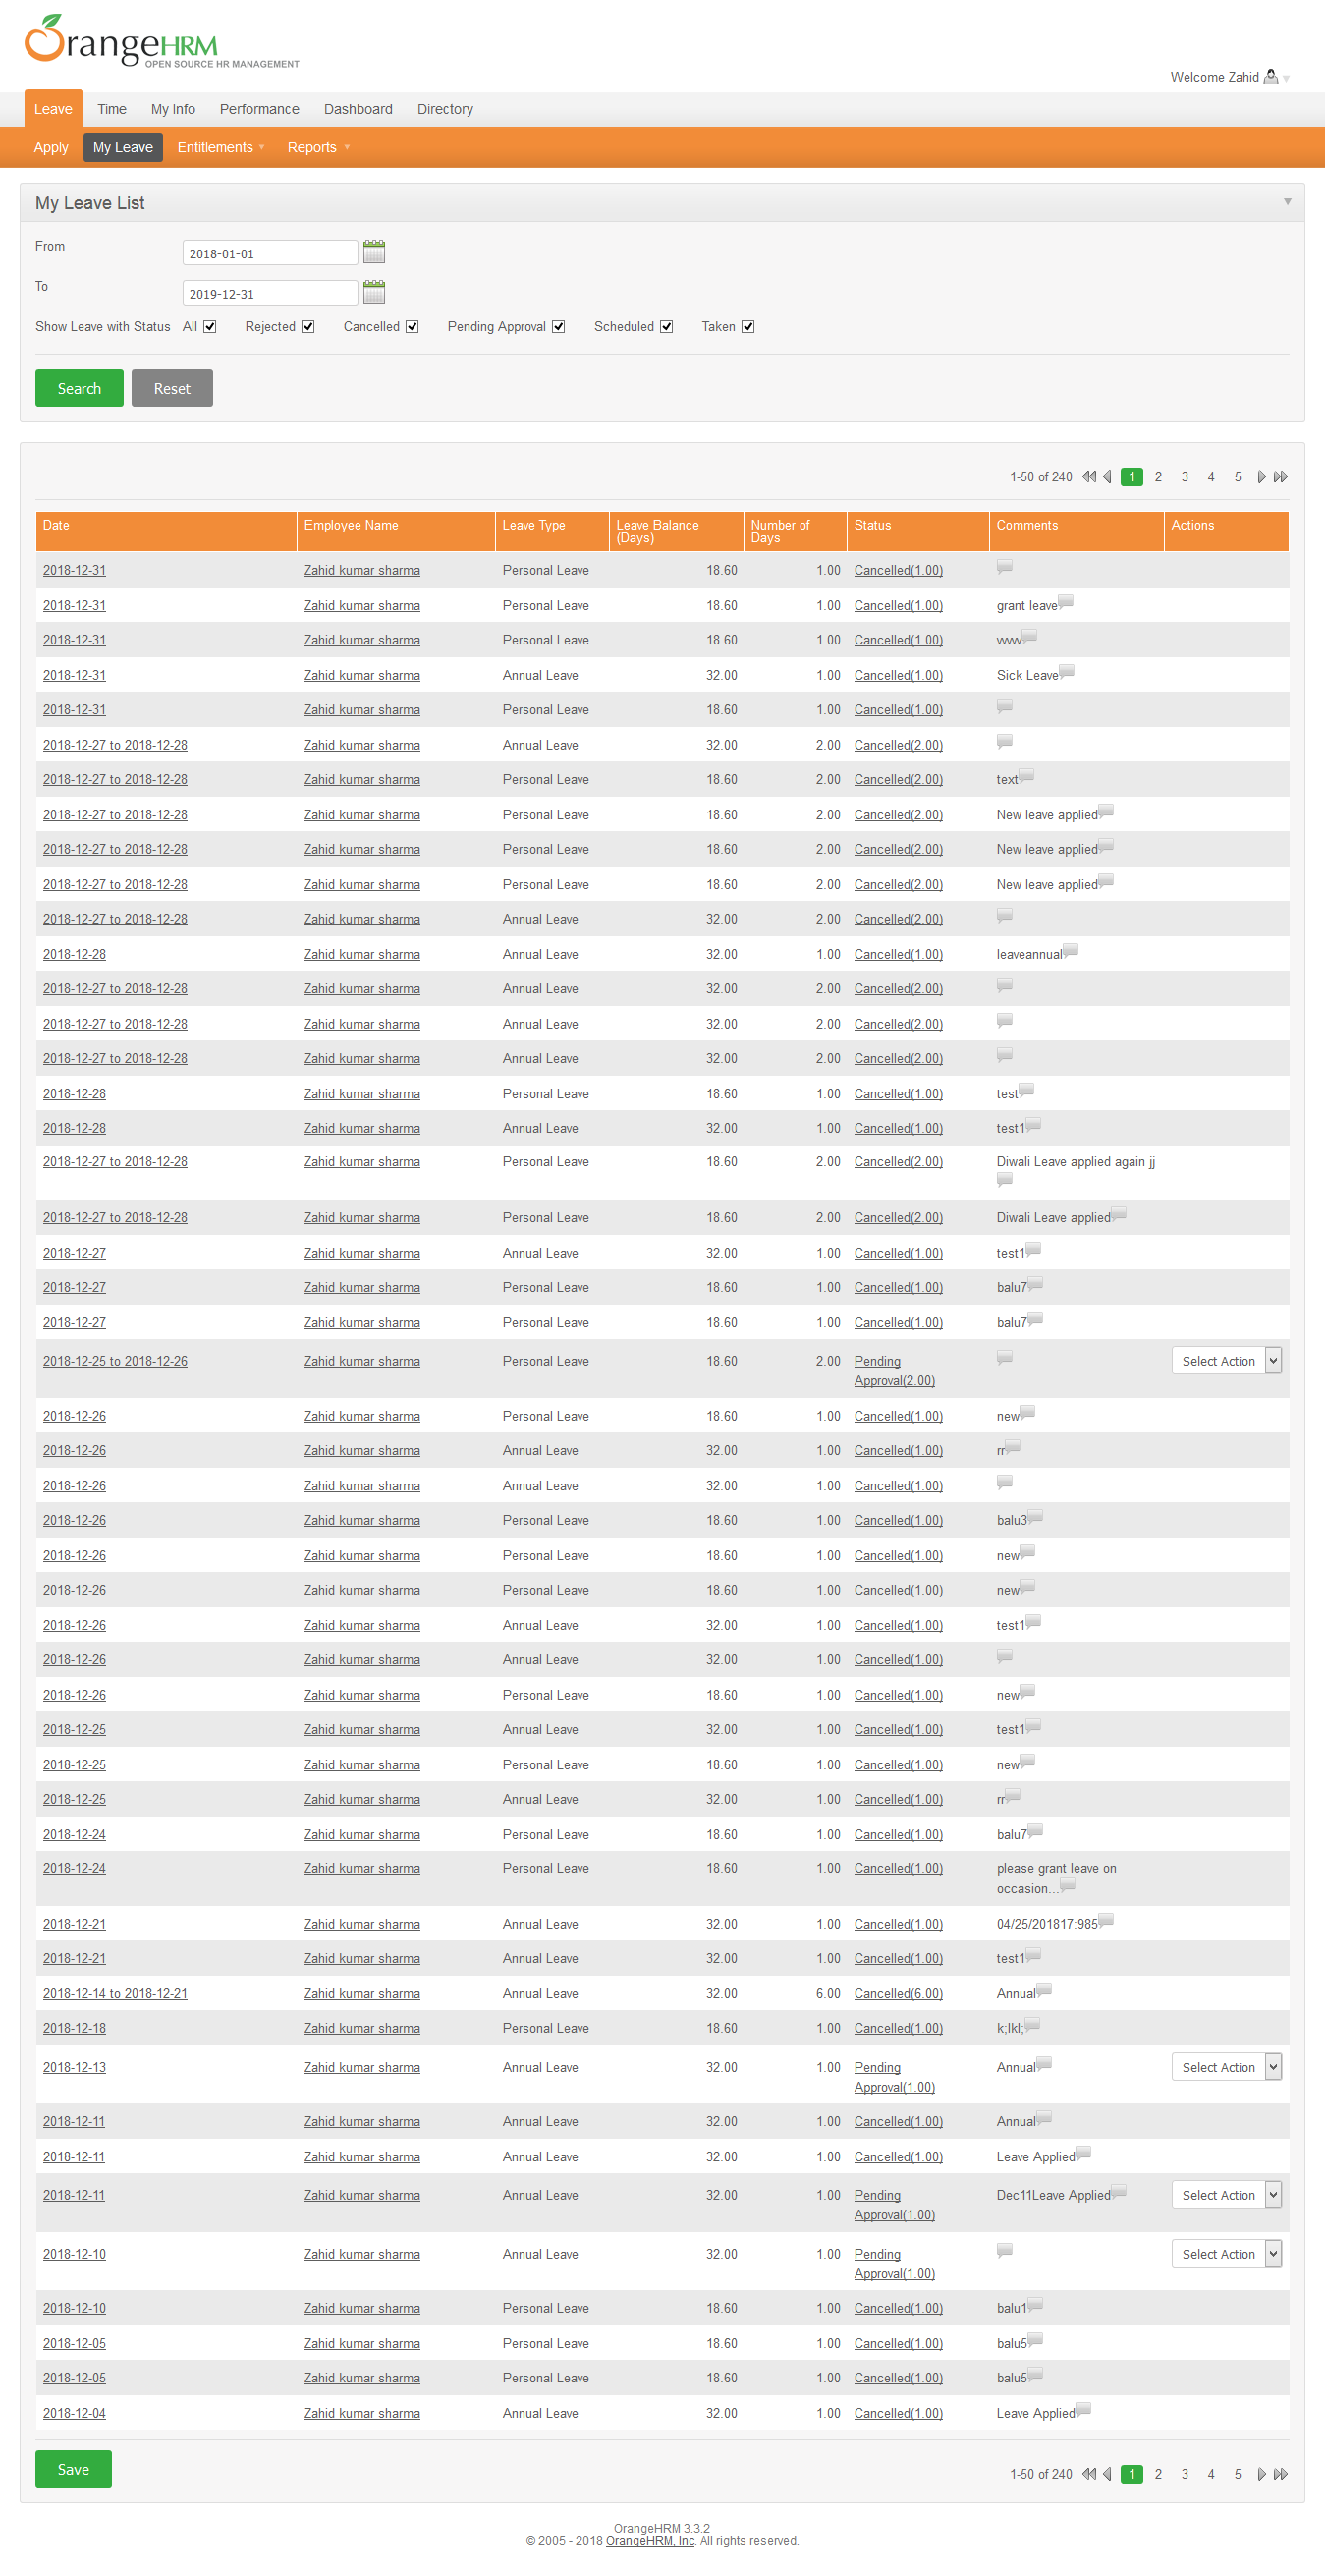 OrangeHRM
OPEN SOURCE HR MANAGEMENT
Welcome Zahid
Leave Time My Info Performance Dashboard Directory
Apply My Leave Entitlements Reports
My Leave List
From 2018-01-01
To 2019-12-31
Show Leave with Status All Rejected Cancelled Pending Approval Scheduled Taken
Search Reset
1-50 of 240 1 2 3 4 5
Date Employee Name Leave Type Leave Balance Number of Status Comments Actions
(Days) Days
2018-12-31 Zahid kumar sharma Personal Leave 18.60 1.00 Cancelled(1.00)
2018-12-31 Zahid kumar sharma Personal Leave 18.60 1.00 Cancelled(1.00) grant leave
2018-12-31 Zahid kumar sharma Personal Leave 18.60 1.00 Cancelled(1.00)
2018-12-31 Zahid kumar sharma Annual Leave 32.00 1.00 Cancelled(1.00) Sick Leave
2018-12-31 Zahid kumar sharma Personal Leave 18.60 1.00 Cancelled(1.00)
2018-12-27 to 2018-12-28 Zahid kumar sharma Annual Leave 32.00 2.00 Cancelled(2.00)
2018-12-27 to 2018-12-28 Zahid kumar sharma Personal Leave 18.60 2.00 Cancelled(2.00) text
2018-12-27 to 2018-12-28 Zahid kumar sharma Personal Leave 18.60 2.00 Cancelled(2.00) New leave applied
2018-12-27 to 2018-12-28 Zahid kumar sharma Personal Leave 18.60 2.00 Cancelled(2.00) New leave applied
2018-12-27 to 2018-12-28 Zahid kumar sharma Personal Leave 18.60 2.00 Cancelled(2.00) New leave applied
2018-12-27 to 2018-12-28 Zahid kumar sharma Annual Leave 32.00 2.00 Cancelled(2.00)
2018-12-28 Zahid kumar sharma Annual Leave 32.00 1.00 Cancelled(1.00) leaveannual
2018-12-27 to 2018-12-28 Zahid kumar sharma Annual Leave 32.00 2.00 Cancelled(2.00)
2018-12-27 to 2018-12-28 Zahid kumar sharma Annual Leave 32.00 2.00 Cancelled(2.00)
2018-12-27 to 2018-12-28 Zahid kumar sharma Annual Leave 32.00 2.00 Cancelled(2.00)
2018-12-28 Zahid kumar sharma Personal Leave 18.60 1.00 Cancelled(1.00) test
2018-12-28 Zahid kumar sharma Annual Leave 32.00 1.00 Cancelled(1.00) test1
2018-12-27 to 2018-12-28 Zahid kumar sharma Personal Leave 18.60 2.00 Cancelled(2.00) Diwali Leave applied again jj
2018-12-27 to 2018-12-28 Zahid kumar sharma Personal Leave 18.60 2.00 Cancelled(2.00) Diwali Leave applied
2018-12-27 Zahid kumar sharma Annual Leave 32.00 1.00 Cancelled(1.00) test1
2018-12-27 Zahid kumar sharma Personal Leave 18.60 1.00 Cancelled(1.00) balu7
2018-12-27 Zahid kumar sharma Personal Leave 18.60 1.00 Cancelled(1.00) balu7
2018-12-25 to 2018-12-26 Zahid kumar sharma Personal Leave 18.60 2.00 Pending Select Action
Approval(2.00)
2018-12-26 Zahid kumar sharma Personal Leave 18.60 1.00 Cancelled(1.00) new
2018-12-26 Zahid kumar sharma Annual Leave 32.00 1.00 Cancelled(1.00) rr
2018-12-26 Zahid kumar sharma Annual Leave 32.00 1.00 Cancelled(1.00)
2018-12-26 Zahid kumar sharma Personal Leave 18.60 1.00 Cancelled(1.00) balu3
2018-12-26 Zahid kumar sharma Personal Leave 18.60 1.00 Cancelled(1.00) new
2018-12-26 Zahid kumar sharma Personal Leave 18.60 1.00 Cancelled(1.00) new
2018-12-26 Zahid kumar sharma Annual Leave 32.00 1.00 Cancelled(1.00) test1
2018-12-26 Zahid kumar sharma Annual Leave 32.00 1.00 Cancelled(1.00)
2018-12-26 Zahid kumar sharma Personal Leave 18.60 1.00 Cancelled(1.00) new
2018-12-25 Zahid kumar sharma Annual Leave 32.00 1.00 Cancelled(1.00) test1
2018-12-25 Zahid kumar sharma Personal Leave 18.60 1.00 Cancelled(1.00) new
2018-12-25 Zahid kumar sharma Annual Leave 32.00 1.00 Cancelled(1.00) rr
2018-12-24 Zahid kumar sharma Personal Leave 18.60 1.00 Cancelled(1.00) balu7
2018-12-24 Zahid kumar sharma Personal Leave 18.60 1.00 Cancelled(1.00) please grant leave on
occasion...
2018-12-21 Zahid kumar sharma Annual Leave 32.00 1.00 Cancelled(1.00) 04/25/201817:985
2018-12-21 Zahid kumar sharma Annual Leave 32.00 1.00 Cancelled(1.00) test1
2018-12-14 to 2018-12-21 Zahid kumar sharma Annual Leave 32.00 6.00 Cancelled(6.00) Annual
2018-12-18 Zahid kumar sharma Personal Leave 18.60 1.00 Cancelled(1.00) k;lkl;
2018-12-13 Zahid kumar sharma Annual Leave 32.00 1.00 Pending Annual Select Action
Approval(1.00)
2018-12-11 Zahid kumar sharma Annual Leave 32.00 1.00 Cancelled(1.00) Annual
2018-12-11 Zahid kumar sharma Annual Leave 32.00 1.00 Cancelled(1.00) Leave Applied
2018-12-11 Zahid kumar sharma Annual Leave 32.00 1.00 Pending Dec11Leave Applied Select Action
Approval(1.00)
2018-12-10 Zahid kumar sharma Annual Leave 32.00 1.00 Pending Select Action
Approval(1.00)
2018-12-10 Zahid kumar sharma Personal Leave 18.60 1.00 Cancelled(1.00) balu1
2018-12-05 Zahid kumar sharma Personal Leave 18.60 1.00 Cancelled(1.00) balu5
2018-12-05 Zahid kumar sharma Personal Leave 18.60 1.00 Cancelled(1.00) balu5
2018-12-04 Zahid kumar sharma Annual Leave 32.00 1.00 Cancelled(1.00) Leave Applied
Save 1-50 of 240 1 2 3 4 5
OrangeHRM 3.3.2
© 2005 - 2018 OrangeHRM, Inc. All rights reserved.